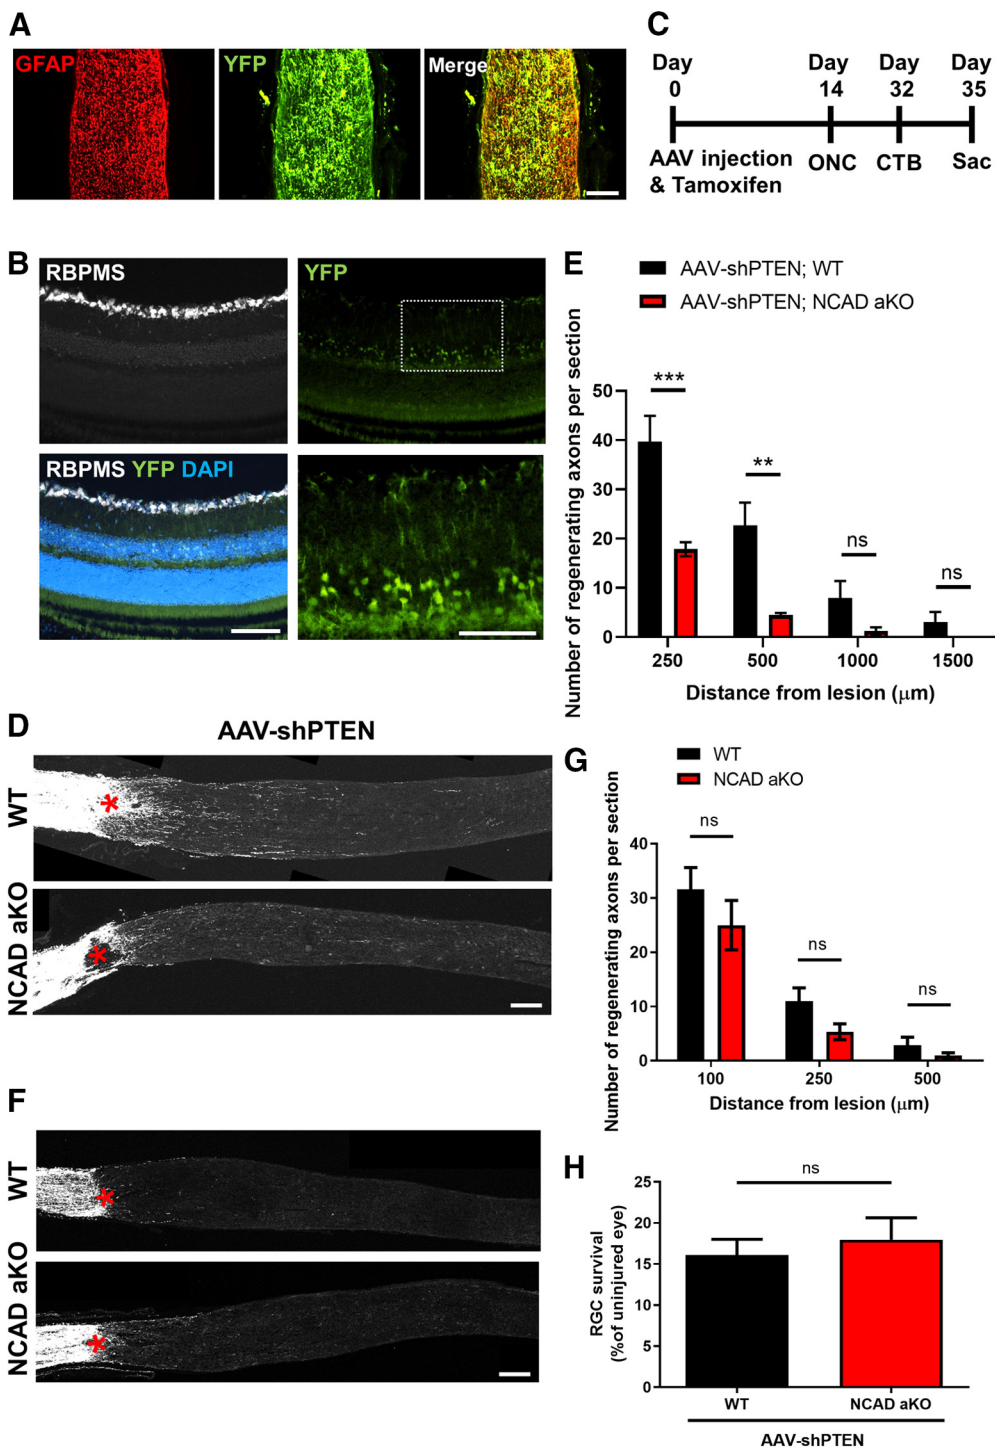 A
GFAP
YFP
Merge
B
RBPMS
YFP
RBPMS YFP DAPI
C
Day
0
Day
14
Day
32
Day
35
AAV injection
& Tamoxifen
ONC
CTB
Sac
D
AAV-shPTEN
WT
*
NCAD aKO
*
E
AAV-shPTEN; WT
AAV-shPTEN; NCAD aKO
Number of regenerating axons per section
50
40
30
20
10
0
***
**
ns
ns
250
500
1000
1500
Distance from lesion (μm)
F
WT
*
NCAD aKO
*
G
WT
NCAD aKO
Number of regenerating axons per section
40
30
20
10
0
ns
ns
ns
100
250
500
Distance from lesion (μm)
H
RGC survival
(%of uninjured eye)
25
20
15
10
5
0
ns
WT
NCAD aKO
AAV-shPTEN